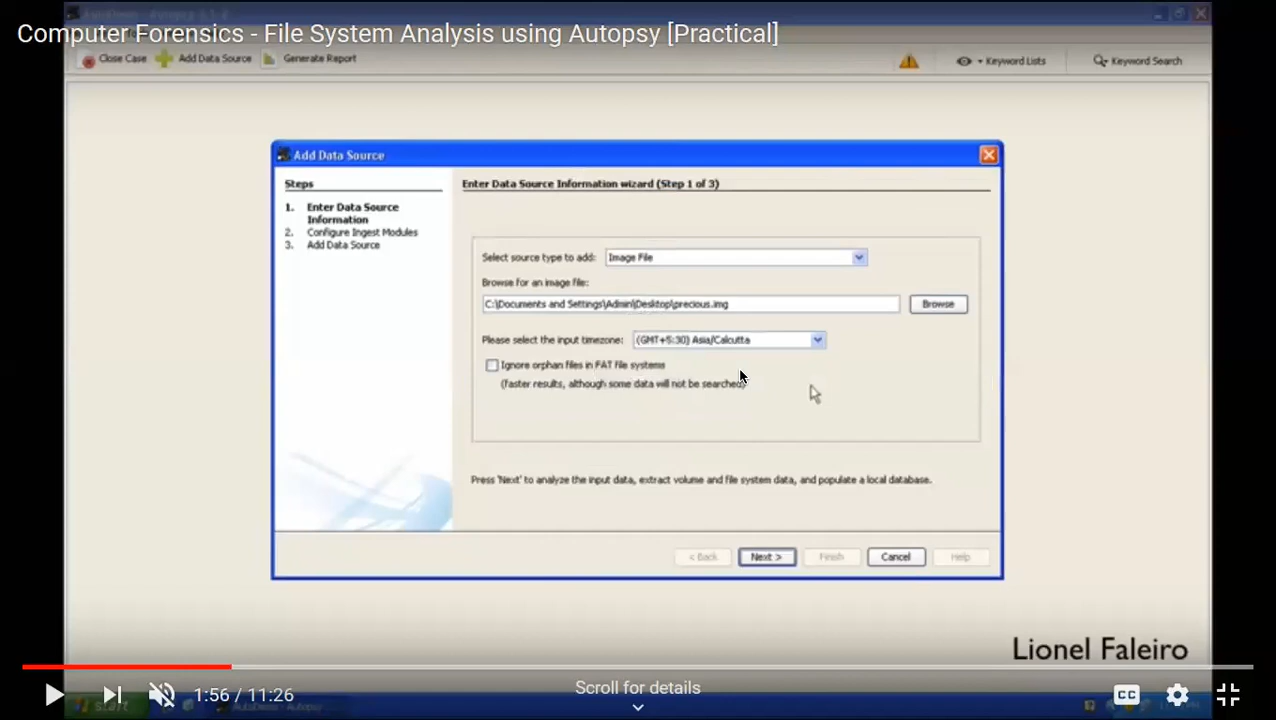 Computer Forensics - File System Analysis using Autopsy [Practical]
Close Case Add Data Source Generate Report Keyword Lists Keyword Search
Add Data Source
Steps
Enter Data Source Information wizard (Step 1 of 3)
1. Enter Data Source
Information
2. Configure Ingest Modules
3. Add Data Source
Select source type to add: Image File
Browse for an image file:
C:\Documents and Settings\Admin\Desktop\precious.img Browse
Please select the input timezone: (GMT+5:30) Asia/Calcutta
Ignore orphan files in FAT file systems
(faster results, although some data will not be searched)
Press 'Next' to analyze the input data, extract volume and file system data, and populate a local database.
< Back Next > Finish Cancel Help
Lionel Faleiro
1:56 / 11:26 Scroll for details CC
start